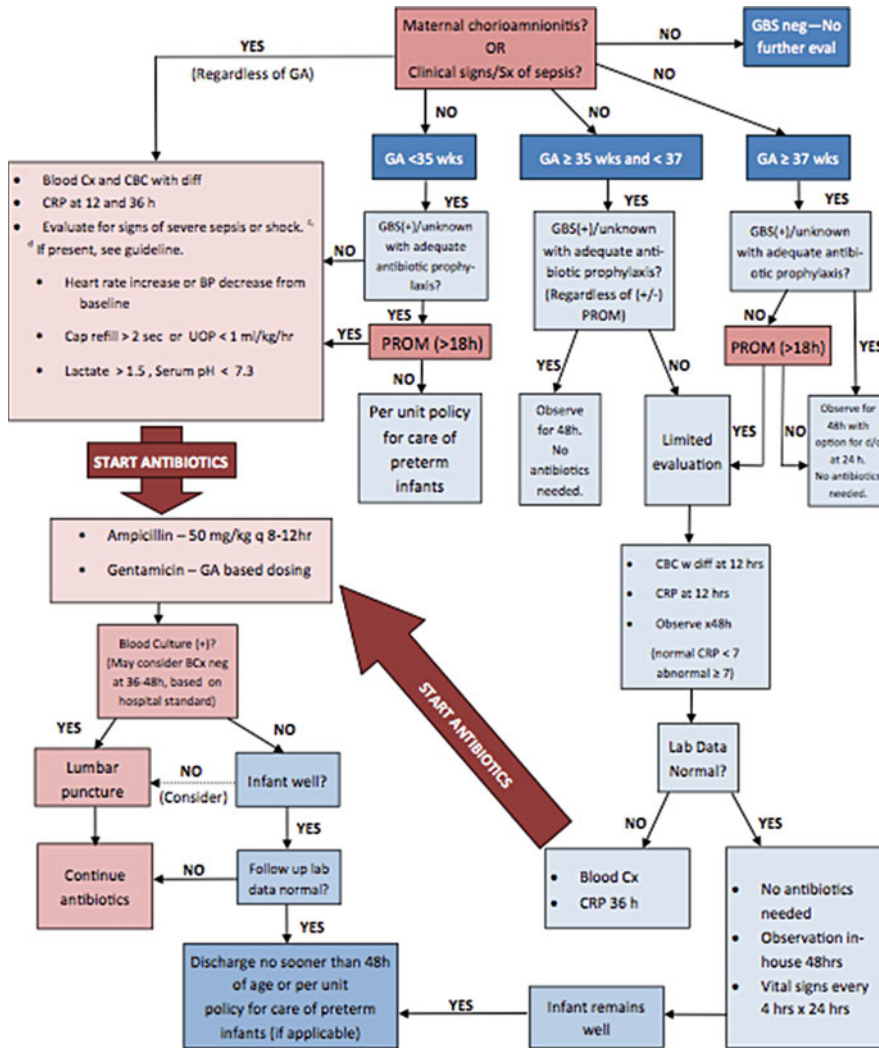 Maternal chorioamnionitis?
OR
Clinical signs/Sx of sepsis?
YES
(Regardless of GA)
NO
GBS neg—No
further eval
NO
NO
NO
GA <35 wks
GA ≥ 35 wks and < 37
GA ≥ 37 wks
• Blood Cx and CBC with diff
• CRP at 12 and 36 h
• Evaluate for signs of severe sepsis or shock. c,
d If present, see guideline.
• Heart rate increase or BP decrease from
baseline
• Cap refill > 2 sec or UOP < 1 ml/kg/hr
• Lactate > 1.5 , Serum pH < 7.3
YES
GBS(+)/unknown
with adequate
antibiotic prophy-
laxis?
NO
YES
PROM (>18h)
YES
NO
Per unit policy
for care of
preterm
infants
YES
GBS(+)/unknown
with adequate anti-
biotic prophylaxis?
(Regardless of (+/-)
PROM)
YES
NO
Observe
for 48h.
No
antibiotics
needed.
Limited
evaluation
YES
GBS(+)/unknown
with adequate antibi-
otic prophylaxis?
NO
YES
PROM (>18h)
YES
NO
Observe for
48h with
option for d/c
at 24 h.
No antibiotics
needed.
START ANTIBIOTICS
• Ampicillin – 50 mg/kg q 8-12hr
• Gentamicin – GA based dosing
• CBC w diff at 12 hrs
• CRP at 12 hrs
• Observe x48h
(normal CRP < 7
abnormal ≥ 7)
START ANTIBIOTICS
Blood Culture (+)?
(May consider BCx neg
at 36-48h, based on
hospital standard)
YES
NO
Lumbar
puncture
NO
(Consider)
Infant well?
YES
Continue
antibiotics
NO
Follow up lab
data normal?
YES
Lab Data
Normal?
NO
YES
• Blood Cx
• CRP 36 h
• No antibiotics
needed
• Observation in-
house 48hrs
• Vital signs every
4 hrs x 24 hrs
Discharge no sooner than 48h
of age or per unit
policy for care of preterm
infants (if applicable)
YES
Infant remains
well